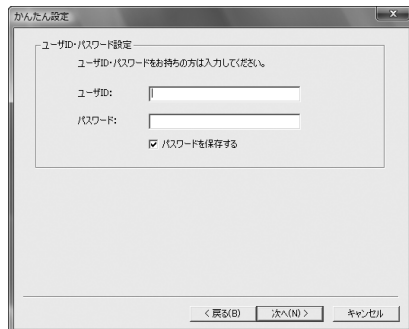 かんたん設定
ユーザID・パスワード設定
ユーザID・パスワードをお持ちの方は入力してください。
ユーザID:
パスワード:
パスワードを保存する
< 戻る(B)
次へ(N) >
キャンセル